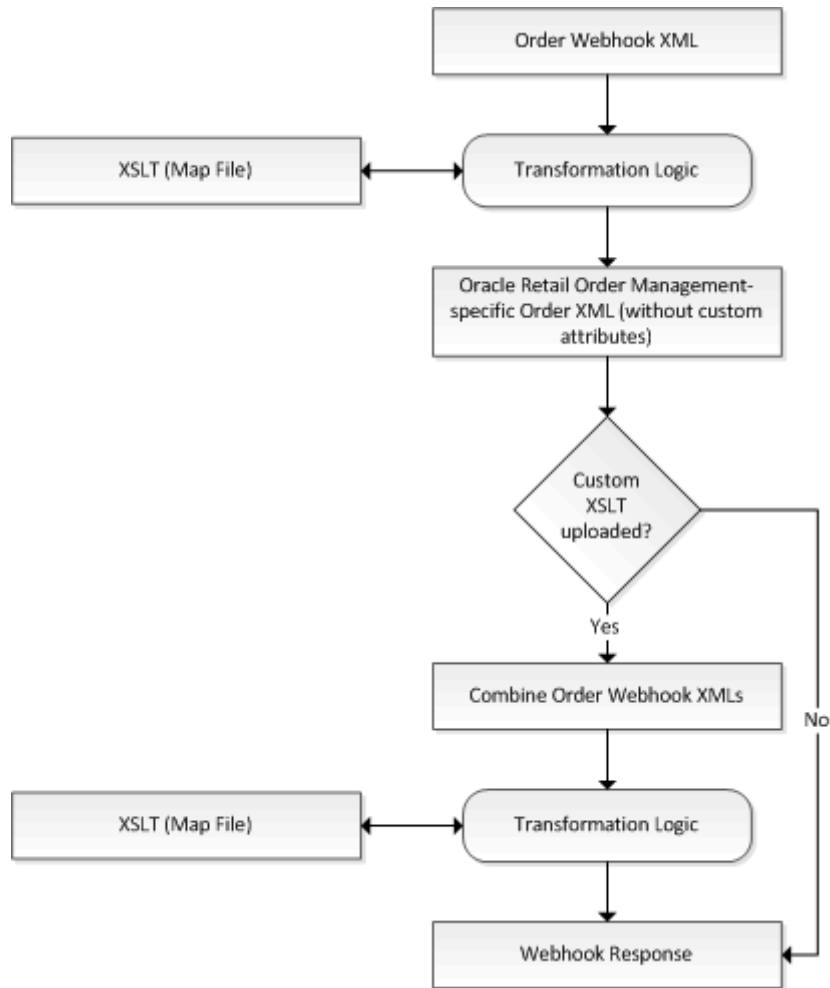 Order Webhook XML
XSLT (Map File)
Transformation Logic
Oracle Retail Order Management-
specific Order XML (without custom
attributes)
Custom
XSLT
uploaded?
Yes
Combine Order Webhook XMLs
No
XSLT (Map File)
Transformation Logic
Webhook Response